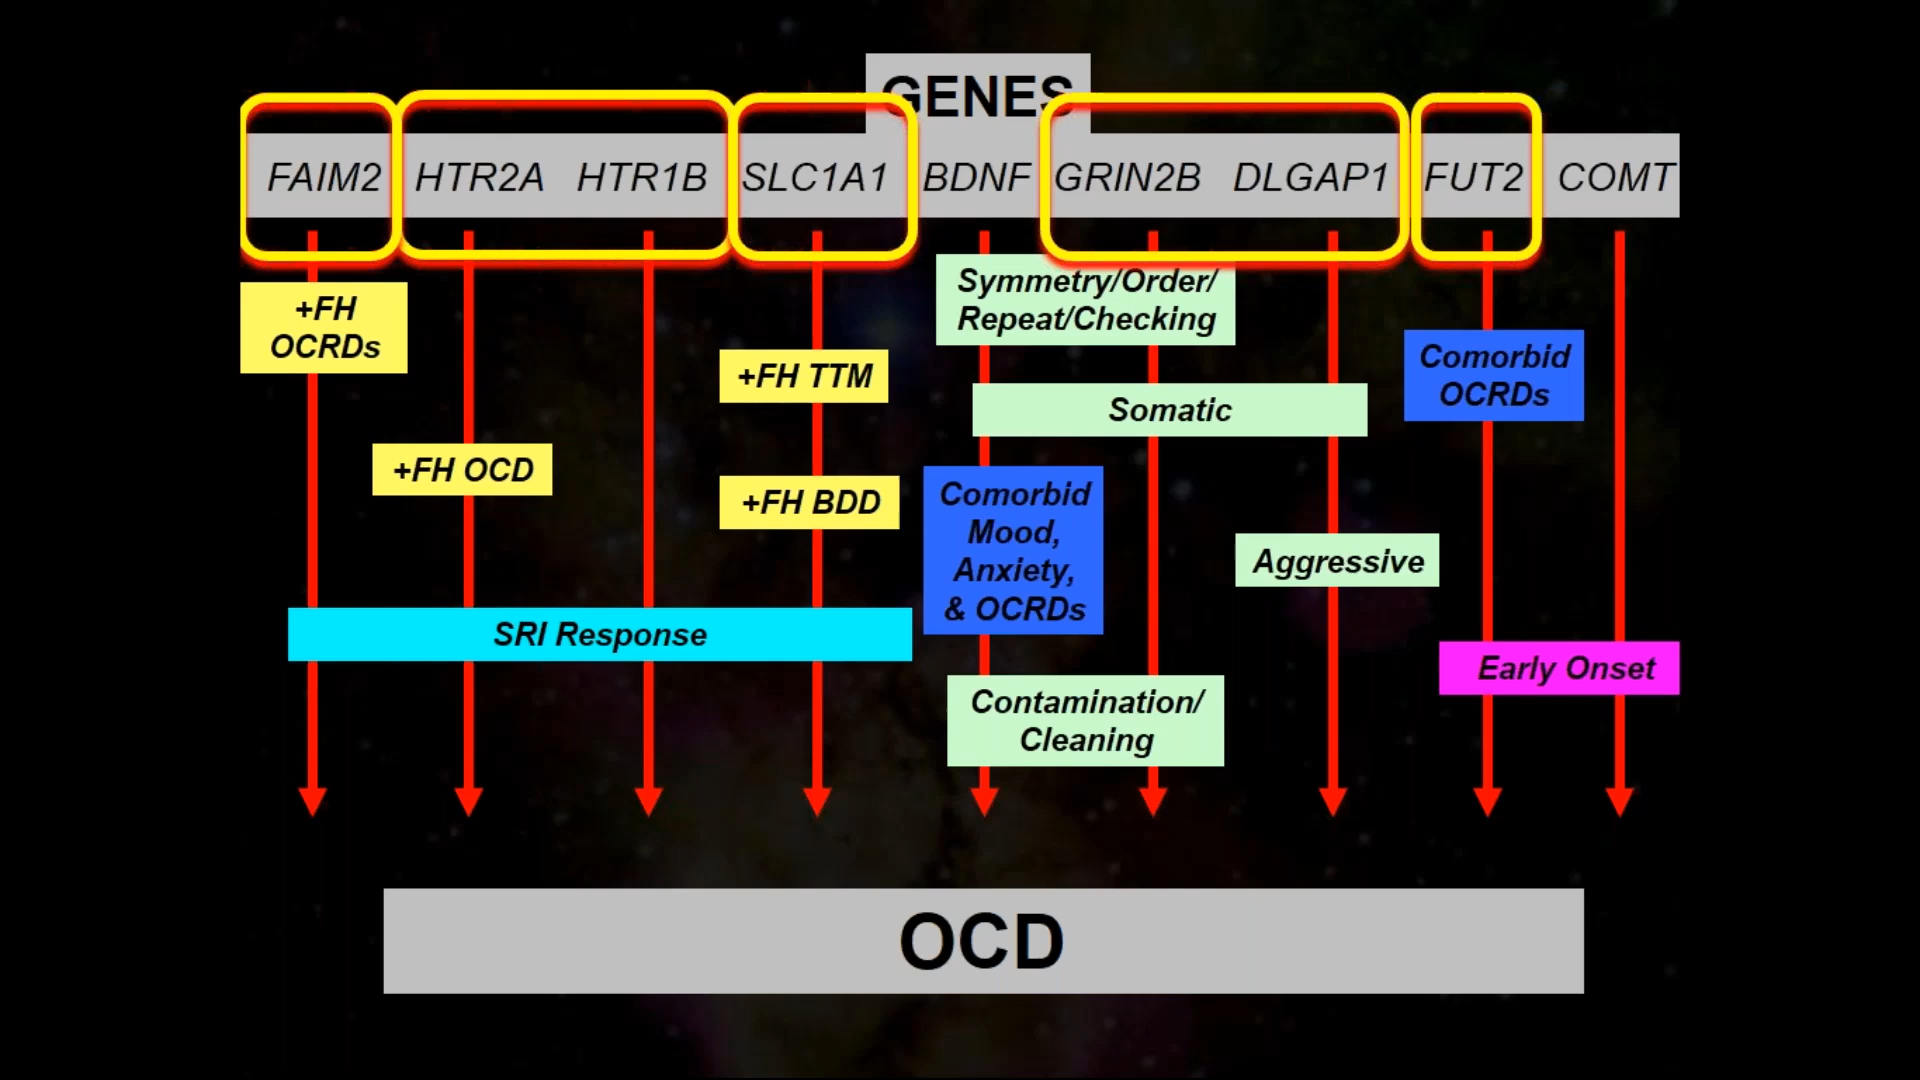 GENES
FAIM2 HTR2A HTR1B SLC1A1 BDNF GRIN2B DLGAP1 FUT2 COMT
+FH
OCRDs
Symmetry/Order/
Repeat/Checking
+FH TTM
Comorbid
OCRDs
Somatic
+FH OCD
+FH BDD
Comorbid
Mood,
Anxiety,
& OCRDs
Aggressive
SRI Response
Early Onset
Contamination/
Cleaning
OCD